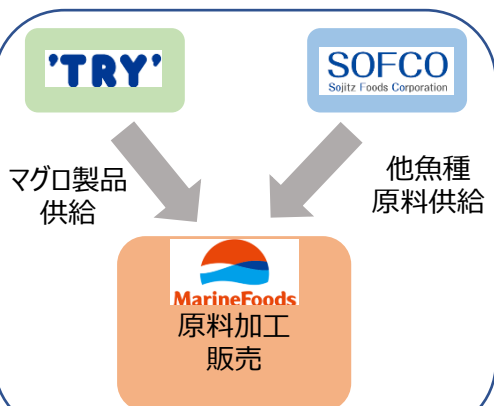 'TRY'
SOFCO
Sojitz Foods Corporation
マグロ製品
供給
他魚種
原料供給
MarineFoods
原料加工
販売